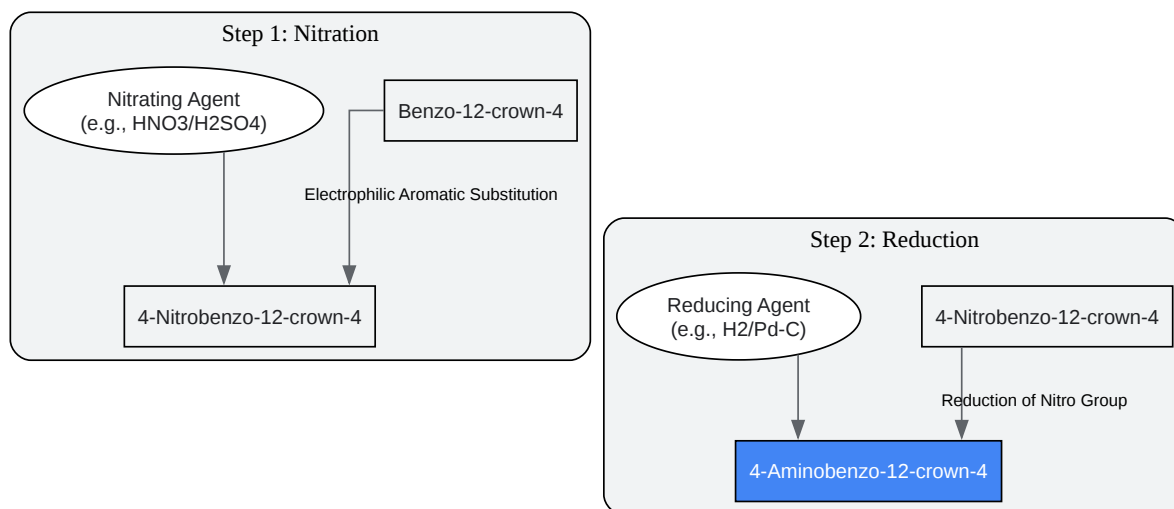 Step 1: Nitration
Nitrating Agent
(e.g., HNO3/H2SO4)
Benzo-12-crown-4
Electrophilic Aromatic Substitution
4-Nitrobenzo-12-crown-4
Step 2: Reduction
Reducing Agent
(e.g., H2/Pd-C)
4-Nitrobenzo-12-crown-4
Reduction of Nitro Group
4-Aminobenzo-12-crown-4